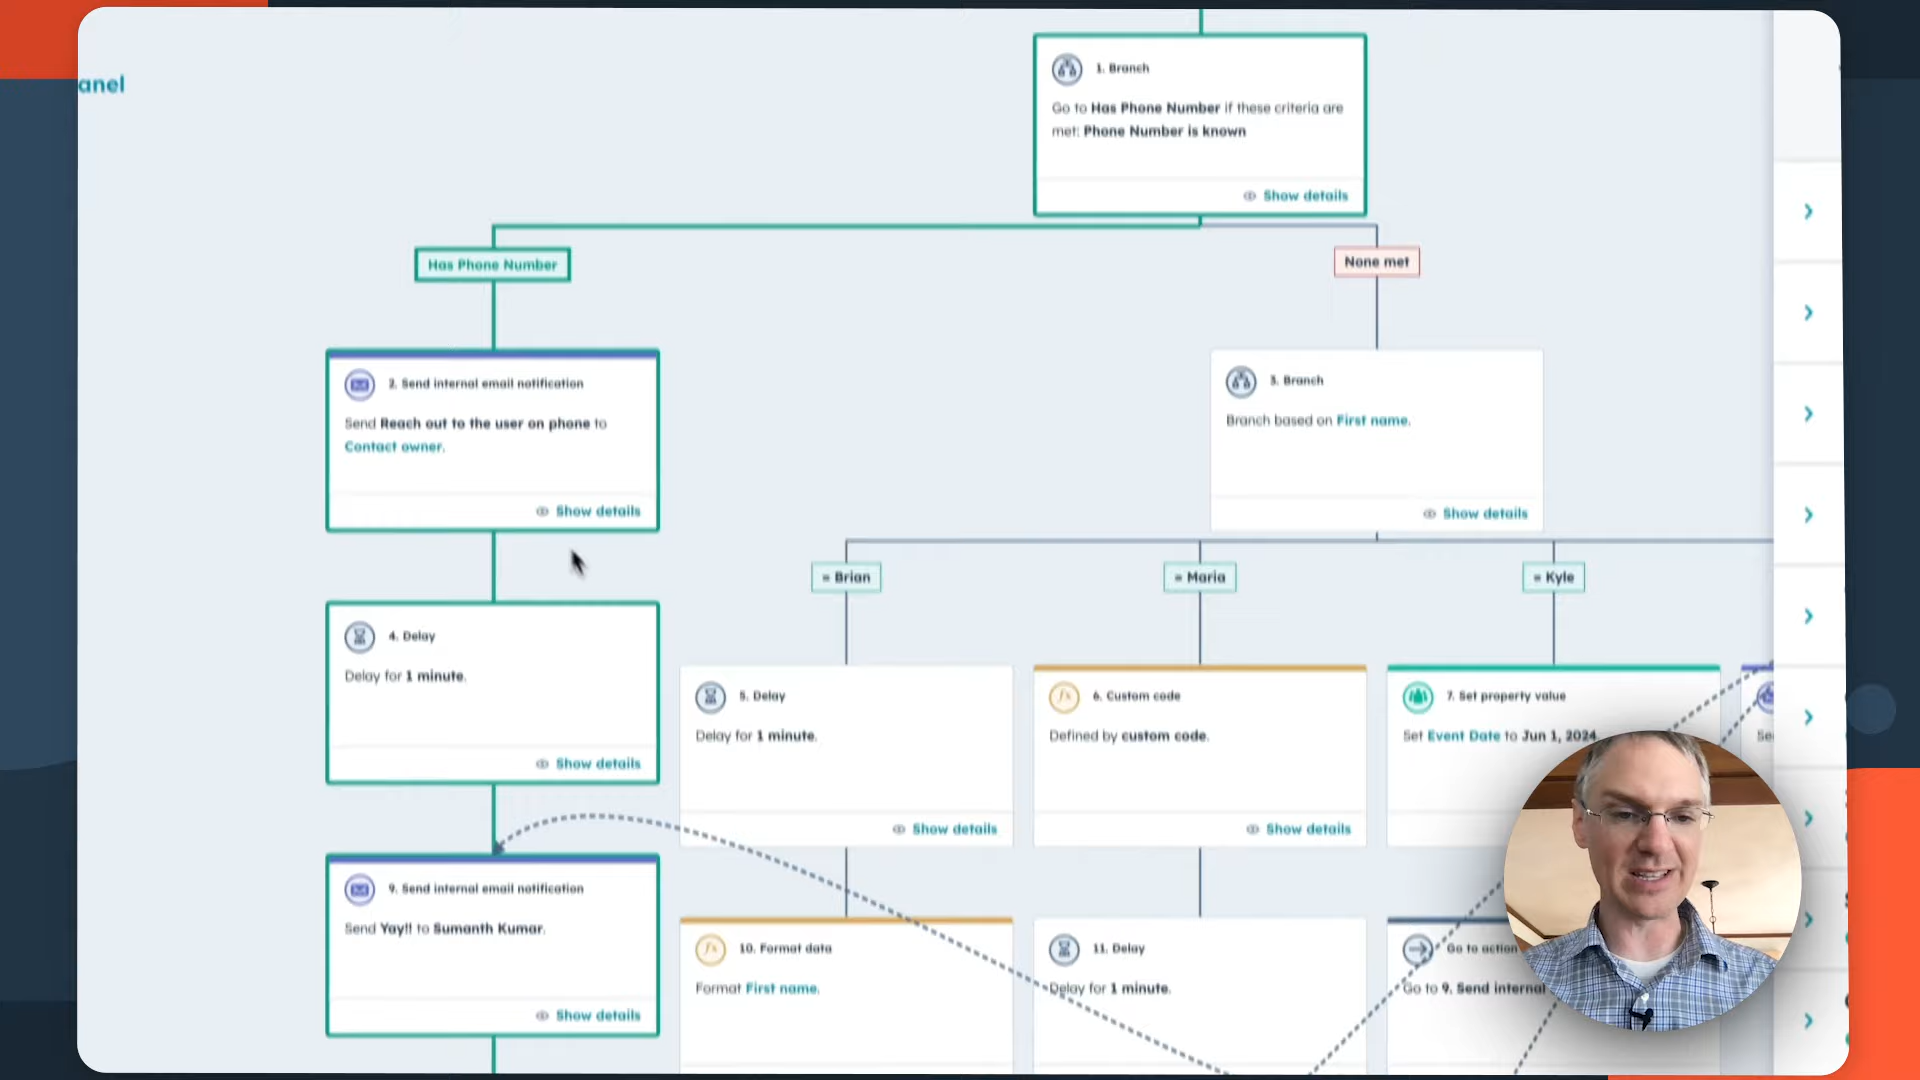 anel
1. Branch
Go to Has Phone Number if these criteria are
met: Phone Number is known
Show details
Has Phone Number
None met
2. Send internal email notification
Send Reach out to the user on phone to
Contact owner.
Show details
3. Branch
Branch based on First name.
Show details
= Brian
= Maria
= Kyle
4. Delay
Delay for 1 minute.
Show details
5. Delay
Delay for 1 minute.
Show details
6. Custom code
Defined by custom code.
Show details
7. Set property value
Set Event Date to Jun 1, 2024
Se
9. Send internal email notification
Send Yay!! to Sumanth Kumar.
Show details
10. Format data
Format First name.
11. Delay
Delay for 1 minute.
Go to action
Go to 9. Send internal